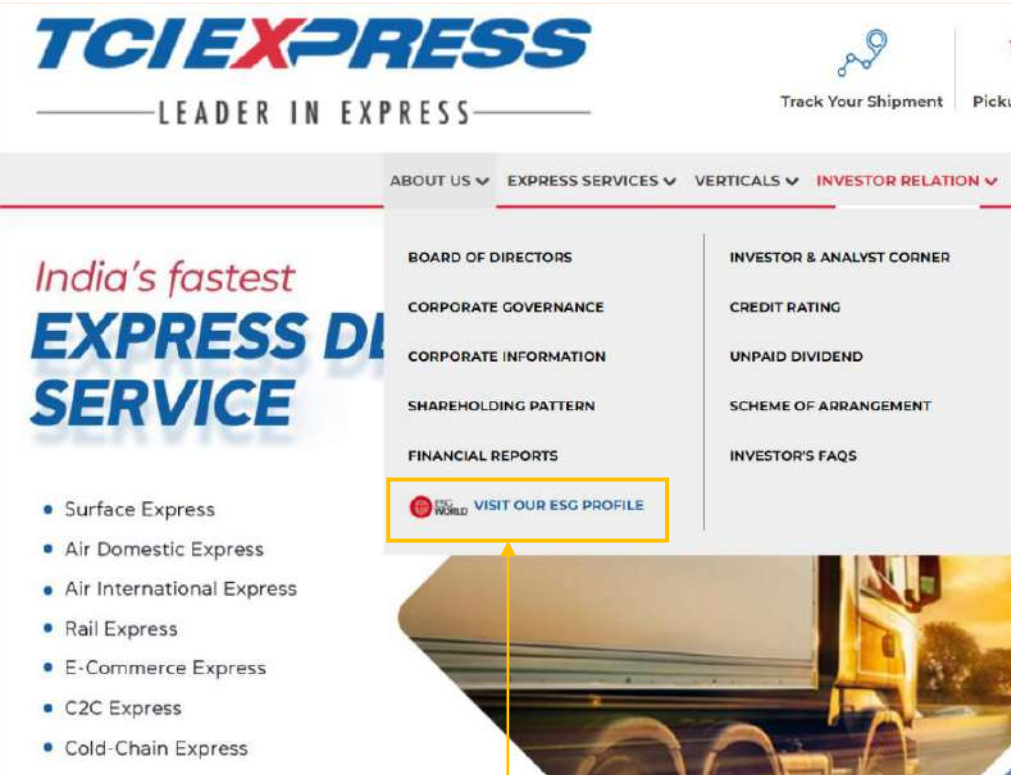 TCIEXPRESS
LEADER IN EXPRESS
Track Your Shipment
ABOUT US
EXPRESS SERVICES
VERTICALS
INVESTOR RELATION
BOARD OF DIRECTORS
CORPORATE GOVERNANCE
CORPORATE INFORMATION
SHAREHOLDING PATTERN
FINANCIAL REPORTS
ESG
WORLD
VISIT OUR ESG PROFILE
INVESTOR & ANALYST CORNER
CREDIT RATING
UNPAID DIVIDEND
SCHEME OF ARRANGEMENT
INVESTOR'S FAQS
India's fastest
EXPRESS
SERVICE
Surface Express
Air Domestic Express
Air International Express
Rail Express
E-Commerce Express
C2C Express
Cold-Chain Express